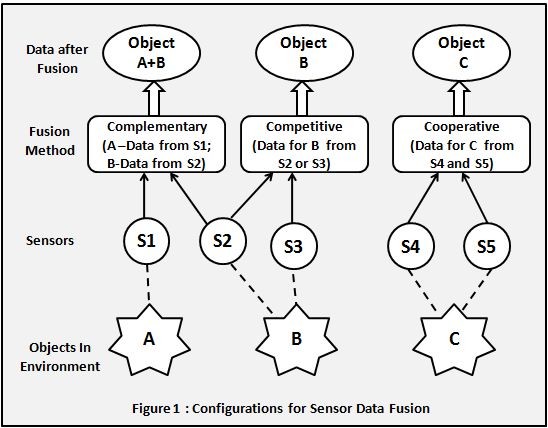 Data after
Fusion
Object
A+B
Object
B
Object
C
Fusion
Method
Complementary
(A –Data from S1;
B-Data from S2)
Competitive
(Data for B from
S2 or S3)
Cooperative
(Data for C from
S4 and S5)
Sensors
S1
S2
S3
S4
S5
Objects In
Environment
A
B
C
Figure 1 : Configurations for Sensor Data Fusion